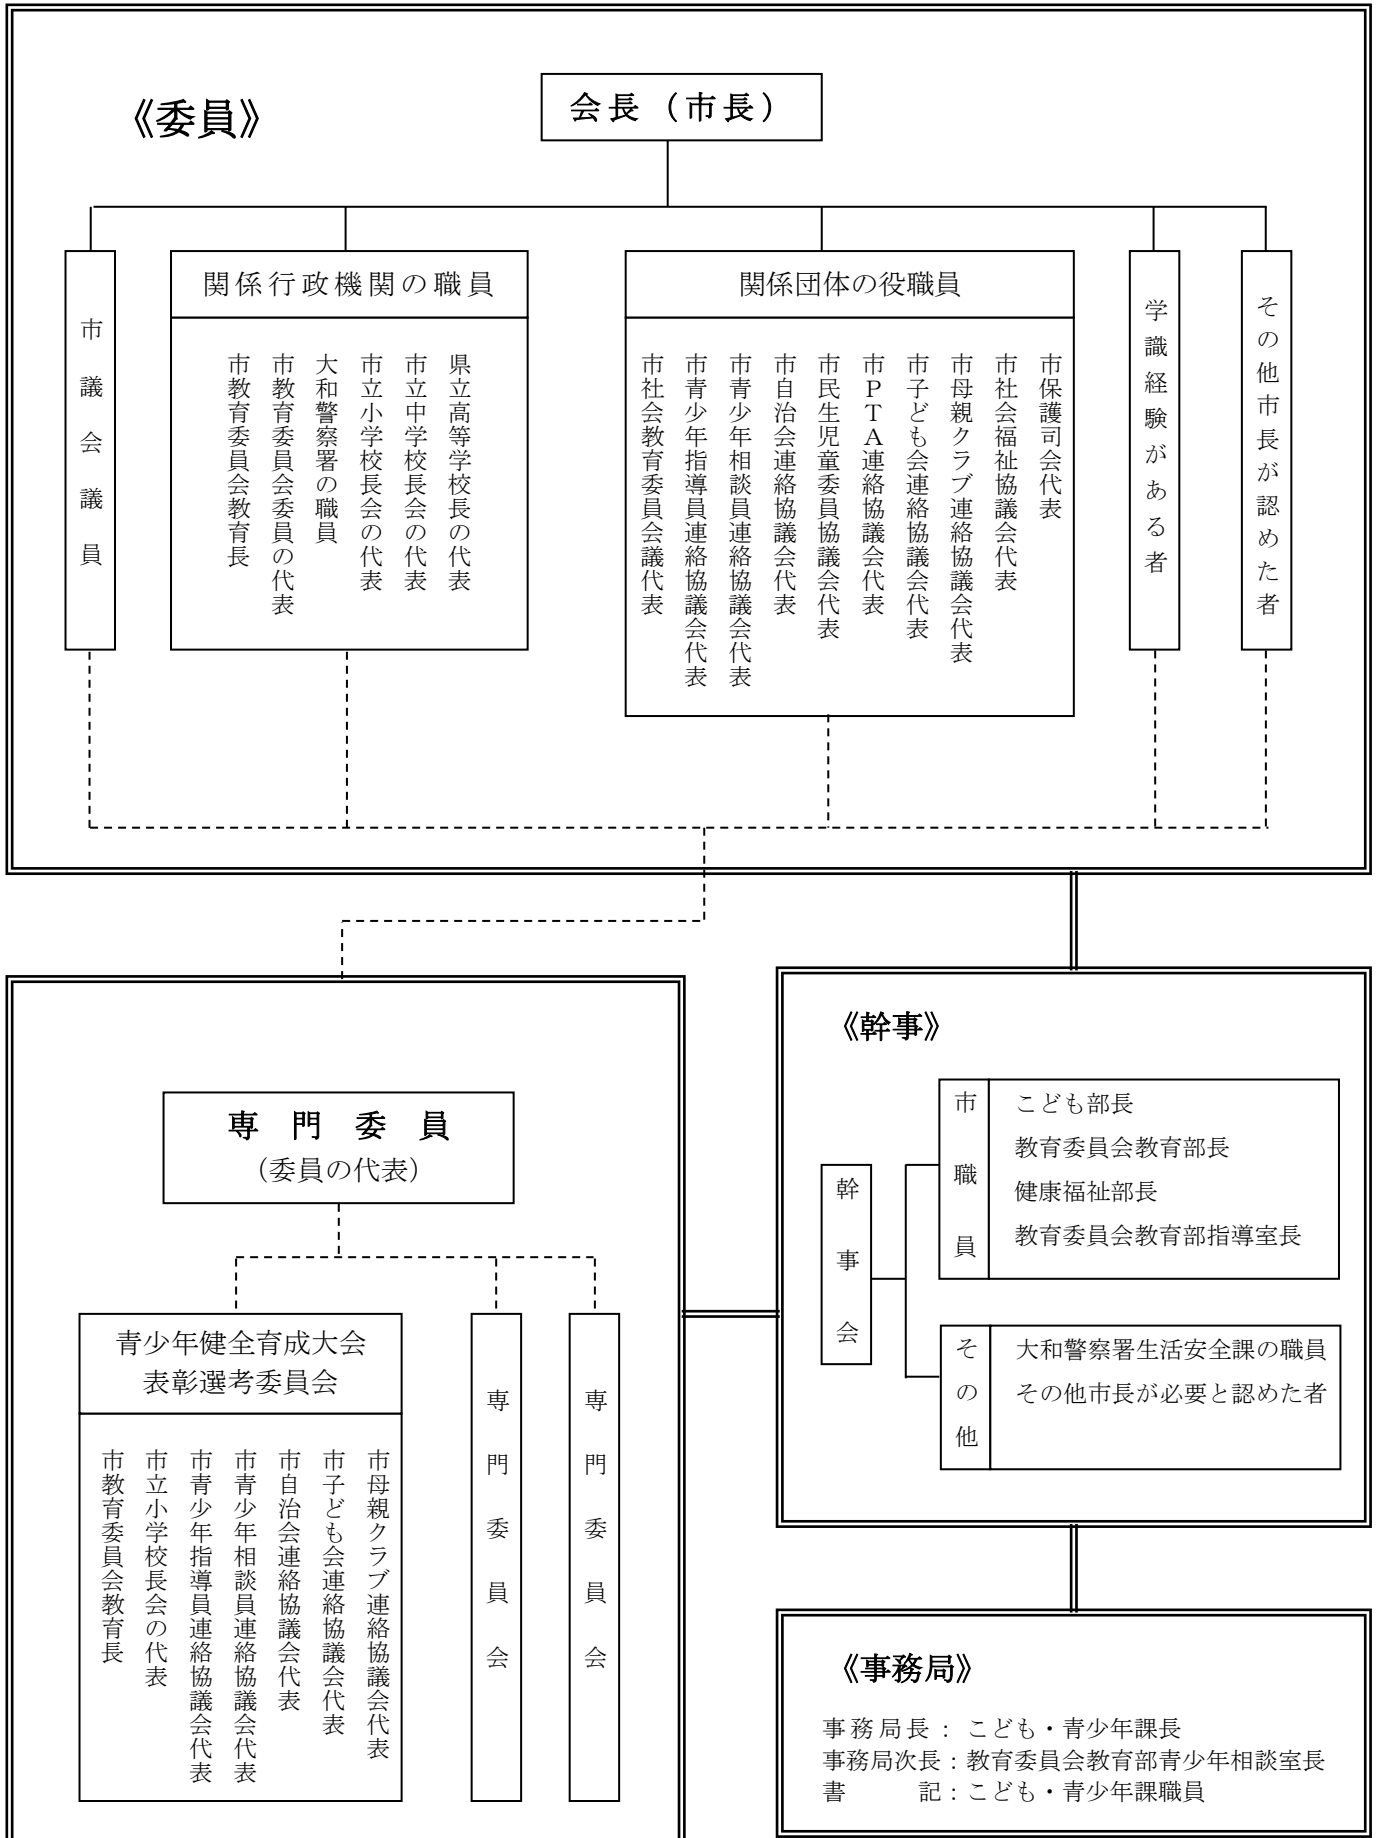 《委員》
会長（市長）
市議会議員
関係行政機関の職員
市教育委員会教育長
市教育委員会委員の代表
大和警察署の職員
市立小学校長会の代表
市立中学校長会の代表
県立高等学校長の代表
関係団体の役職員
市社会教育委員会議代表
市青少年指導員連絡協議会代表
市青少年相談員連絡協議会代表
市自治会連絡協議会代表
市民生児童委員協議会代表
市ＰＴＡ連絡協議会代表
市子ども会連絡協議会代表
市母親クラブ連絡協議会代表
市社会福祉協議会代表
市保護司会代表
学識経験がある者
その他市長が認めた者
専門委員
（委員の代表）
青少年健全育成大会
表彰選考委員会
市教育委員会教育長
市立小学校長会の代表
市青少年指導員連絡協議会代表
市青少年相談員連絡協議会代表
市自治会連絡協議会代表
市子ども会連絡協議会代表
市母親クラブ連絡協議会代表
専門委員会
専門委員会
《幹事》
幹事会
市職員
こども部長
教育委員会教育部長
健康福祉部長
教育委員会教育部指導室長
その他
大和警察署生活安全課の職員
その他市長が必要と認めた者
《事務局》
事務局長：こども・青少年課長
事務局次長：教育委員会教育部青少年相談室長
書　　記：こども・青少年課職員